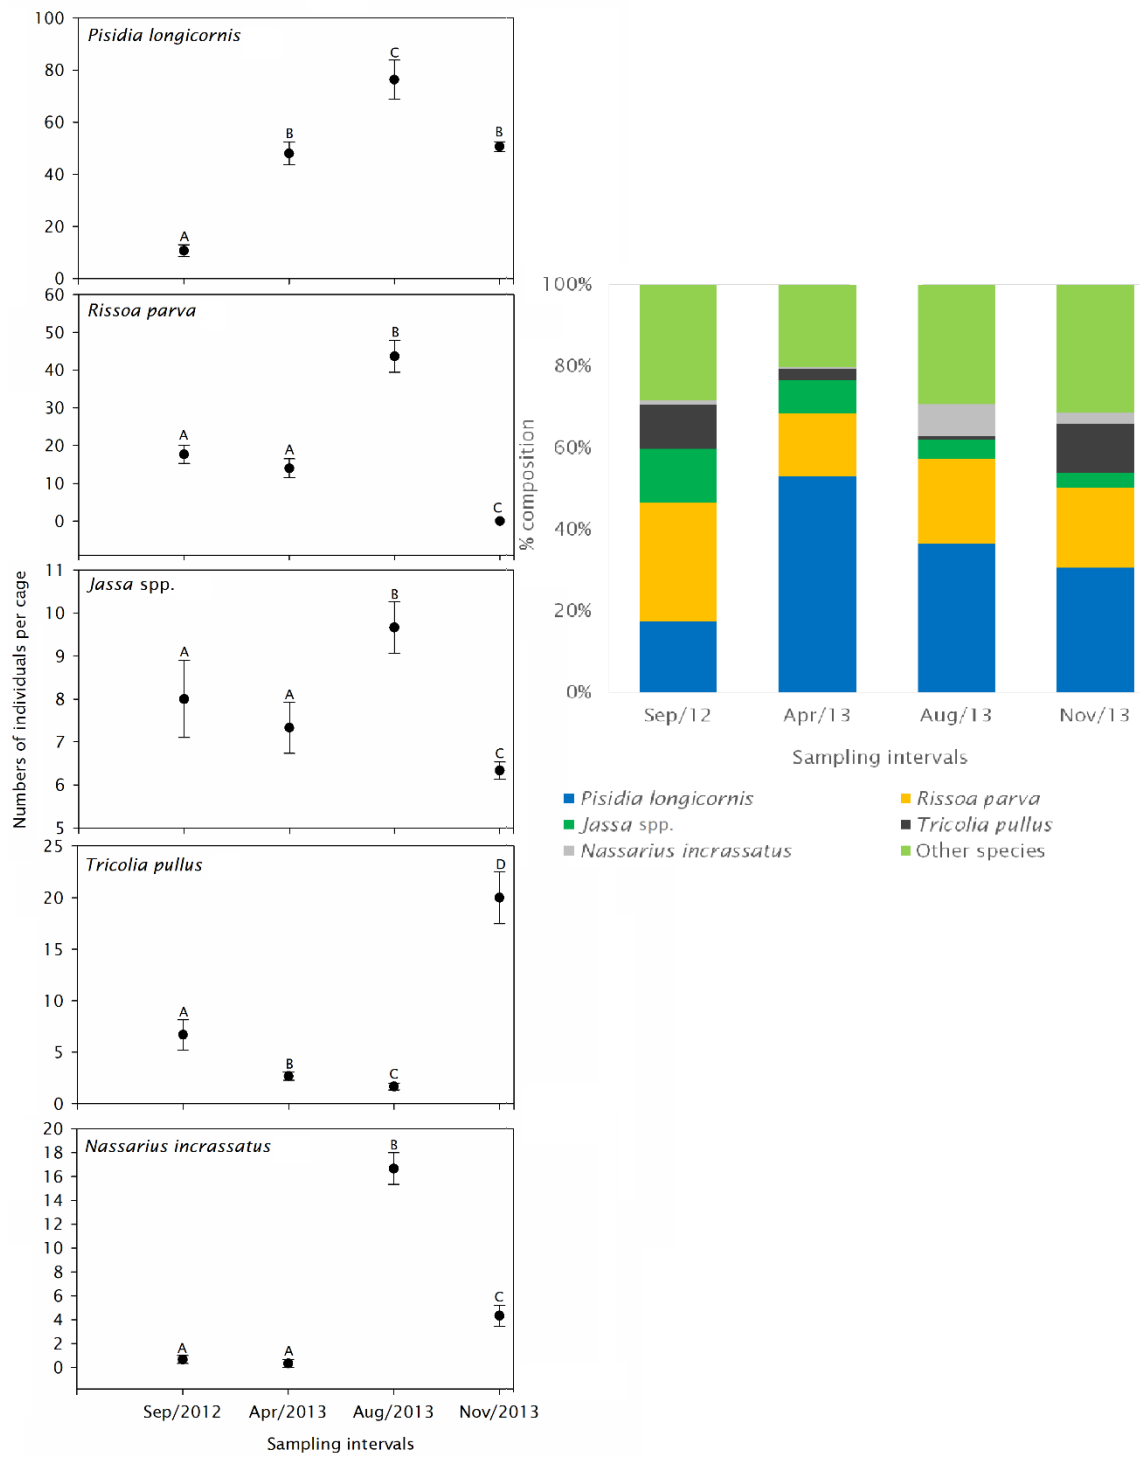 Numbers of individuals per cage
Pisidia longicornis
100
80
60
40
20
0
A
B
C
B
Rissoa parva
60
50
40
30
20
10
0
A
A
B
C
Jassa spp.
11
10
9
8
7
6
5
A
A
B
C
Tricolia pullus
25
20
15
10
5
0
A
B
C
D
Nassarius incrassatus
20
18
16
14
12
10
8
6
4
2
0
A
A
B
C
Sep/2012 Apr/2013 Aug/2013 Nov/2013
Sampling intervals
% composition
100%
80%
60%
40%
20%
0%
Sep/12 Apr/13 Aug/13 Nov/13
Sampling intervals
Pisidia longicornis Rissoa parva
Jassa spp. Tricolia pullus
Nassarius incrassatus Other species